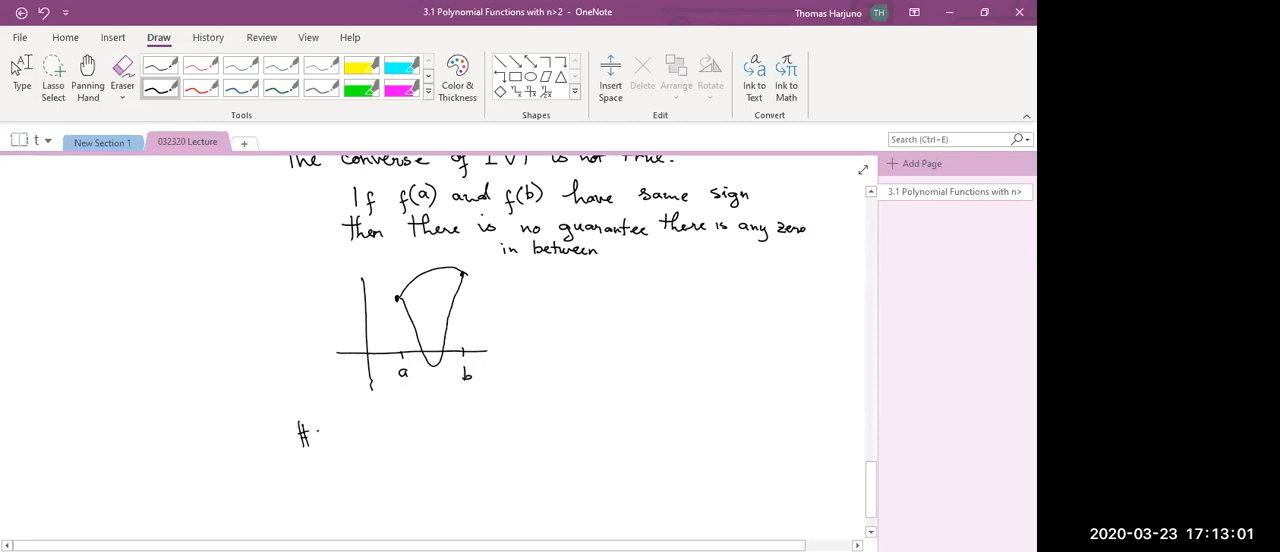 3.1 Polynomial Functions with n>2 - OneNote
Thomas Harjuno TH
File Home Insert Draw History Review View Help
Type Lasso Select Panning Hand Eraser Color & Thickness Insert Space Delete Arrange Rotate Ink to Text Ink to Math
Tools Shapes Edit Convert
t New Section 1 032320 Lecture Search (Ctrl+E)
Add Page
3.1 Polynomial Functions with n>
The converse of IVT is not true.
If f(a) and f(b) have same sign
then there is no guarantee there is any zero
in between
a b
#
2020-03-23 17:13:01